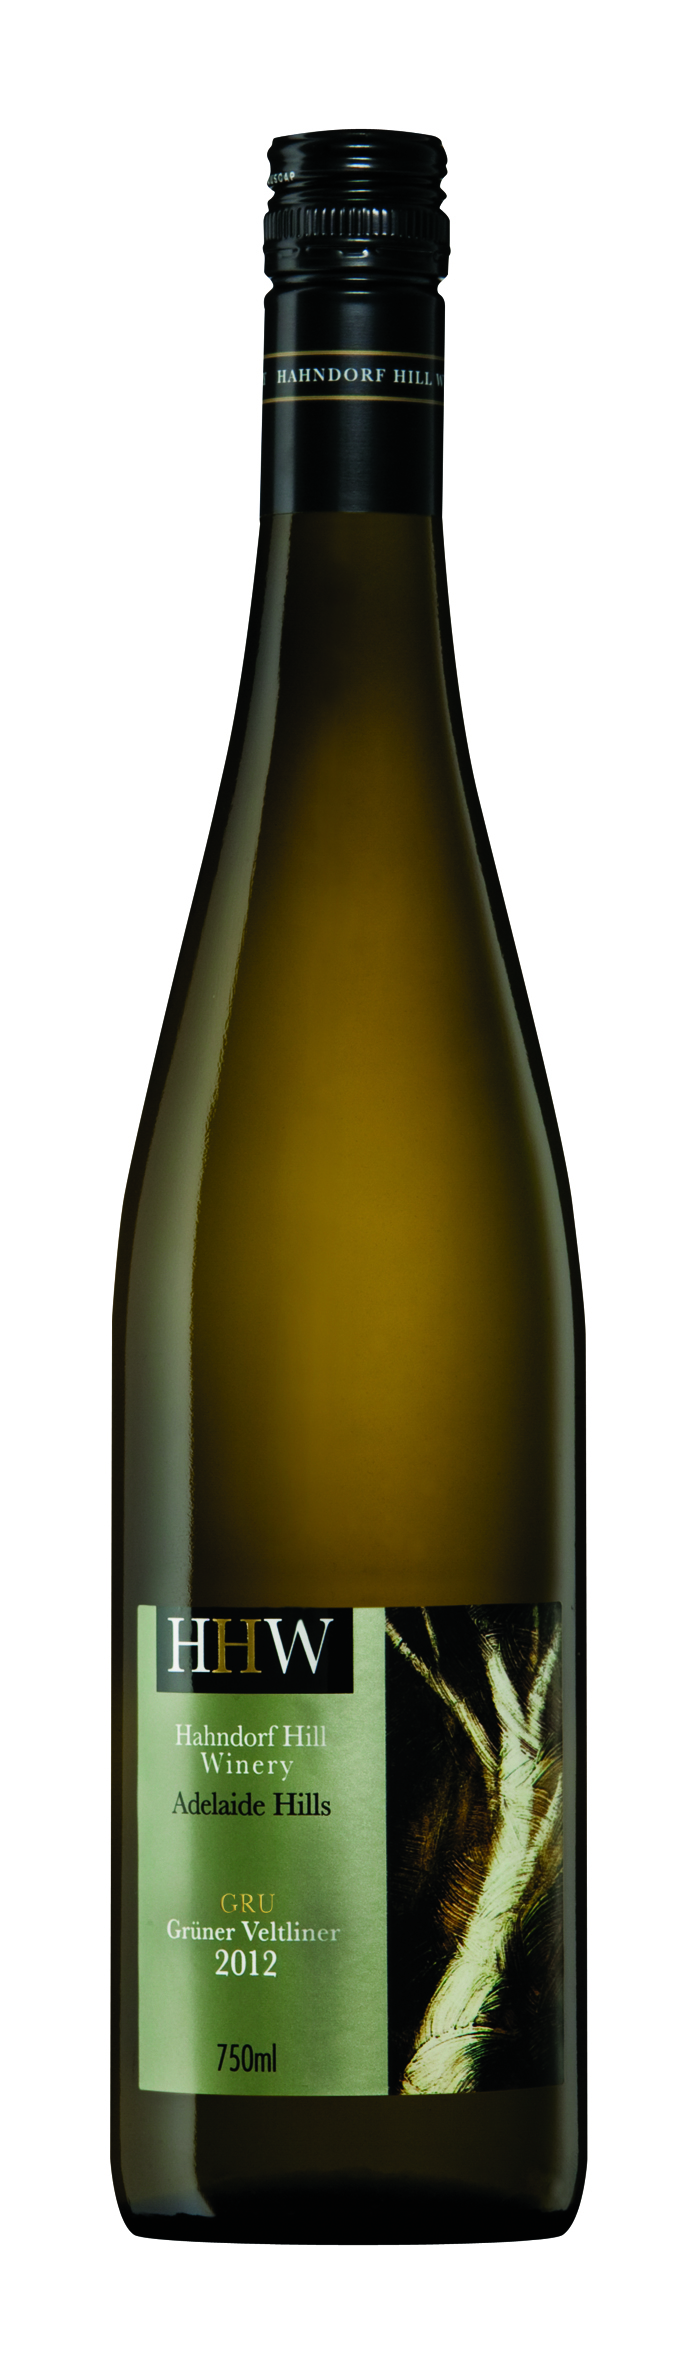 HAHNDORF HILL
HHW
Hahndorf Hill
Winery
Adelaide Hills
GRU
Grüner Veltliner
2012
750ml